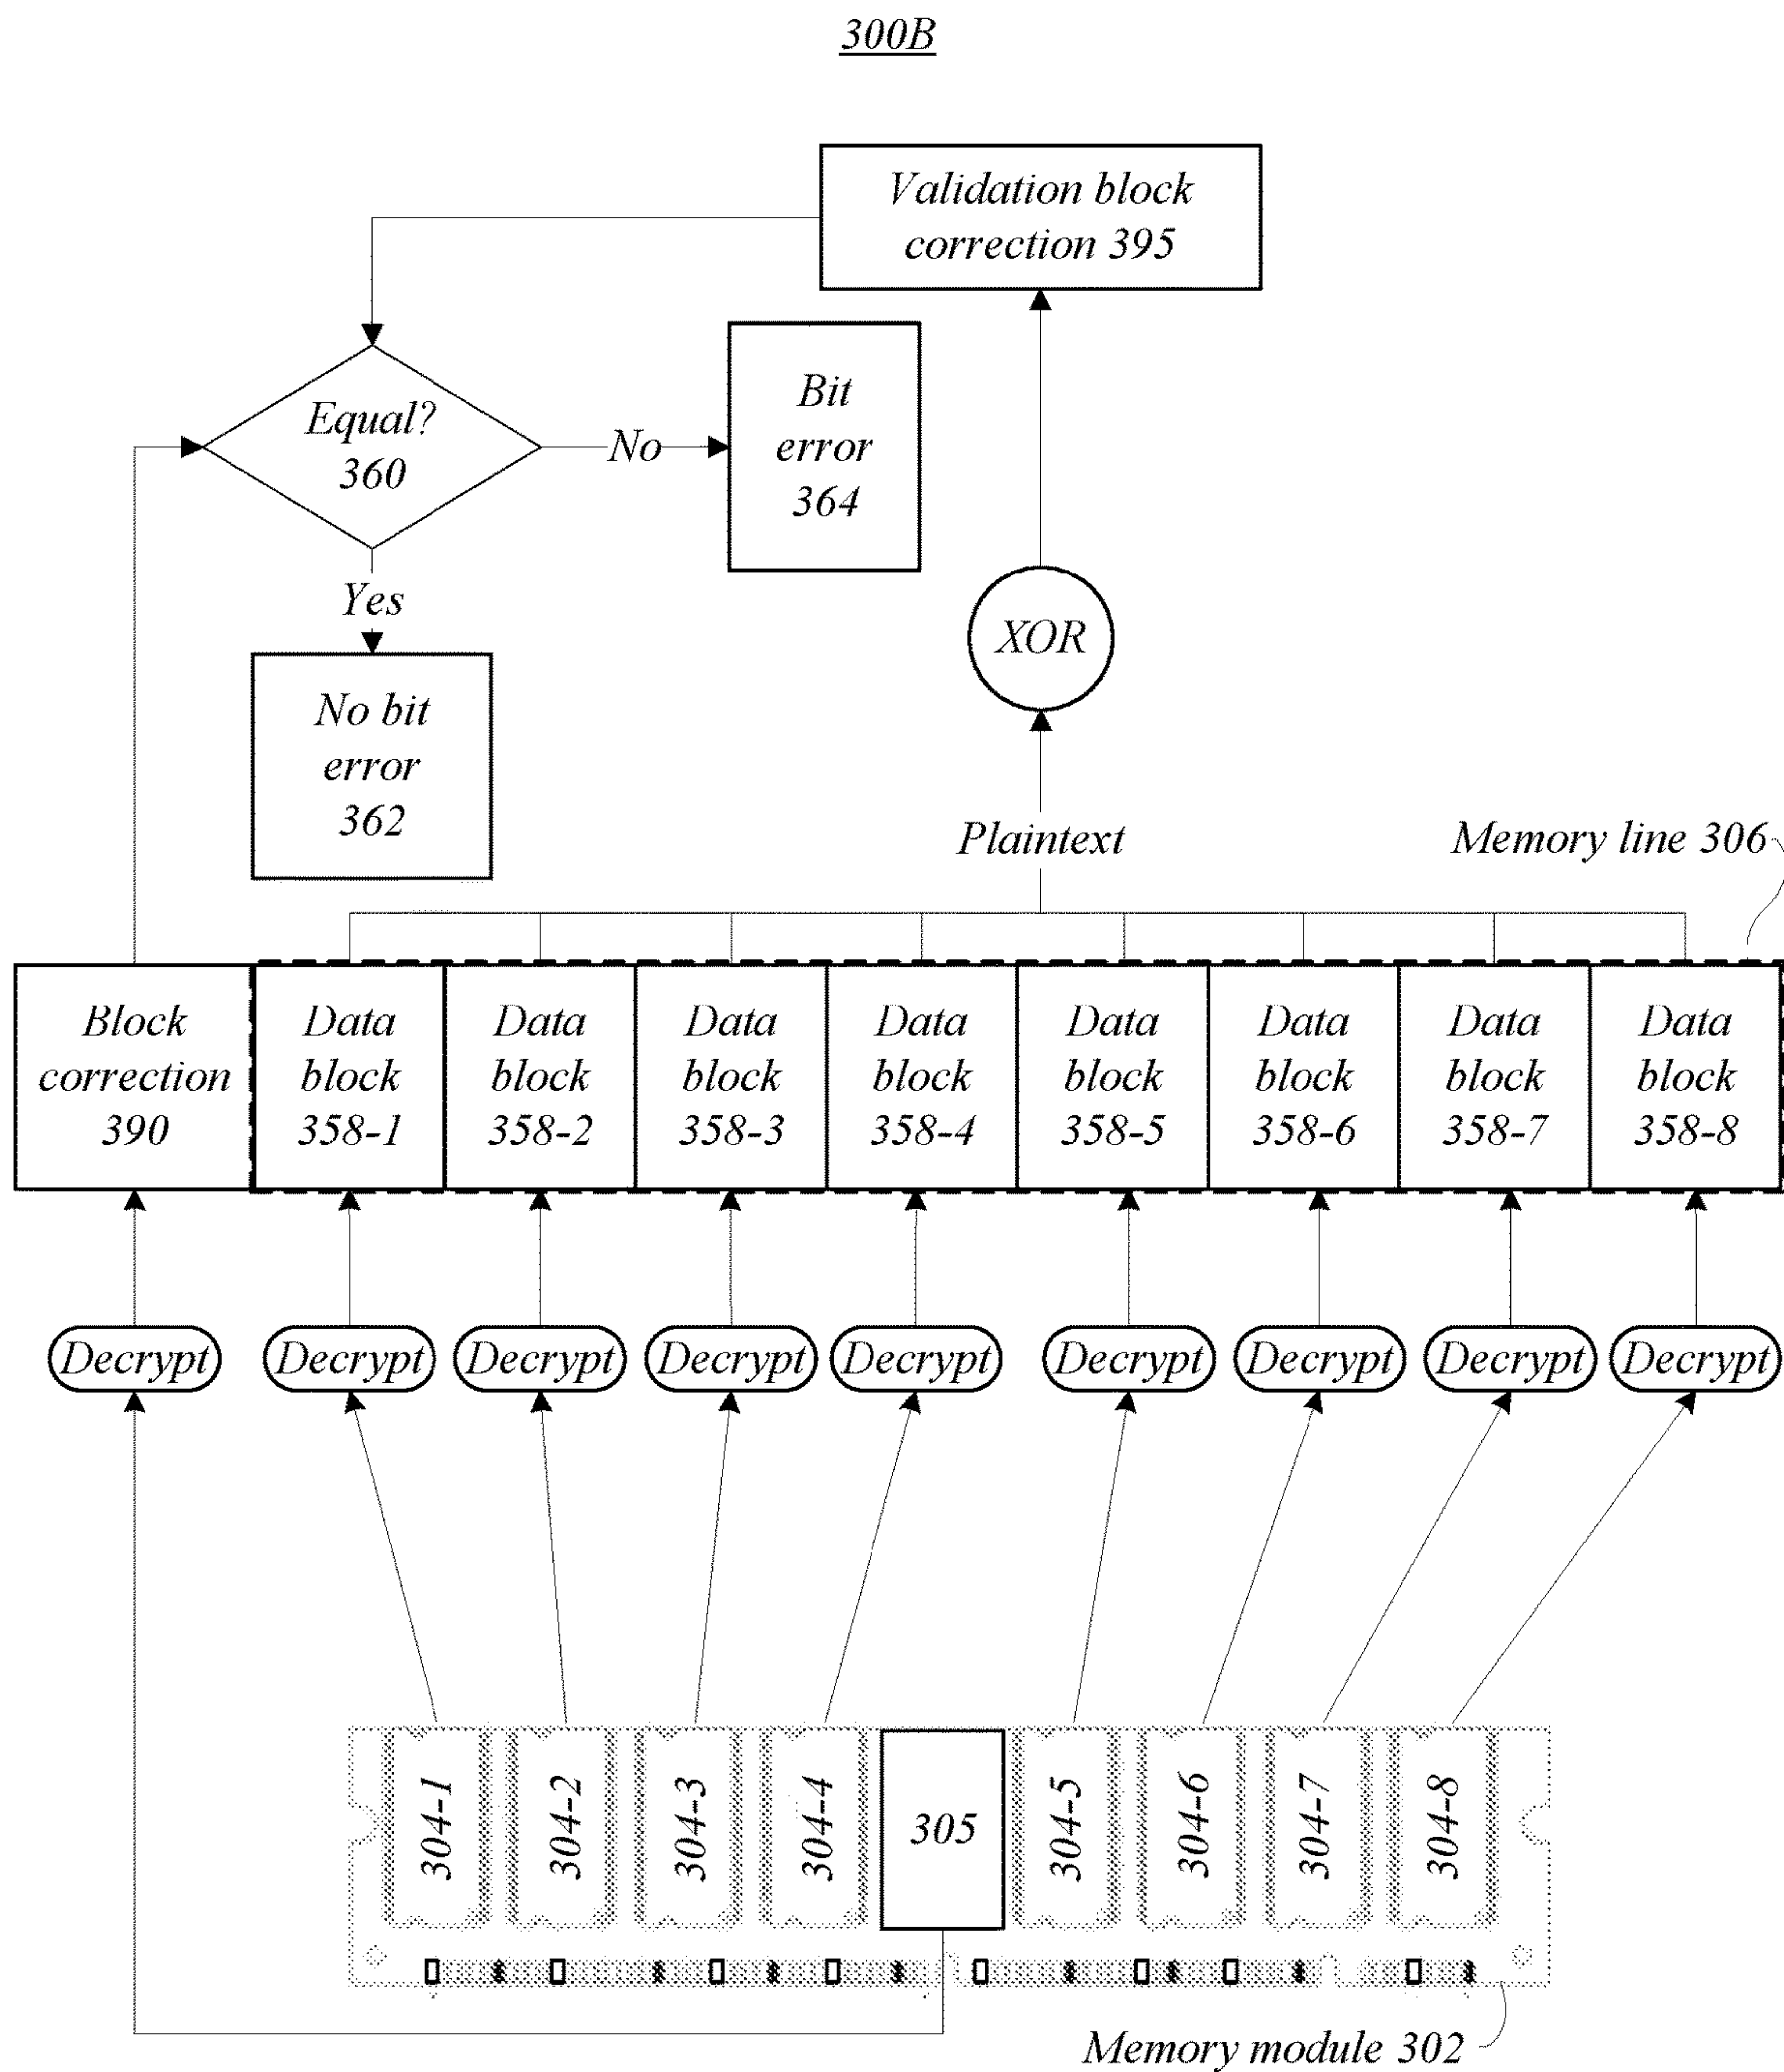 300B
Validation block
correction 395
Equal?
360
No
Bit
error
364
Yes
No bit
error
362
XOR
Plaintext
Memory line 306
Block
correction
390
Data
block
358-1
Data
block
358-2
Data
block
358-3
Data
block
358-4
Data
block
358-5
Data
block
358-6
Data
block
358-7
Data
block
358-8
Decrypt
Decrypt
Decrypt
Decrypt
Decrypt
Decrypt
Decrypt
Decrypt
Decrypt
304-1
304-2
304-3
304-4
305
304-5
304-6
304-7
304-8
Memory module 302